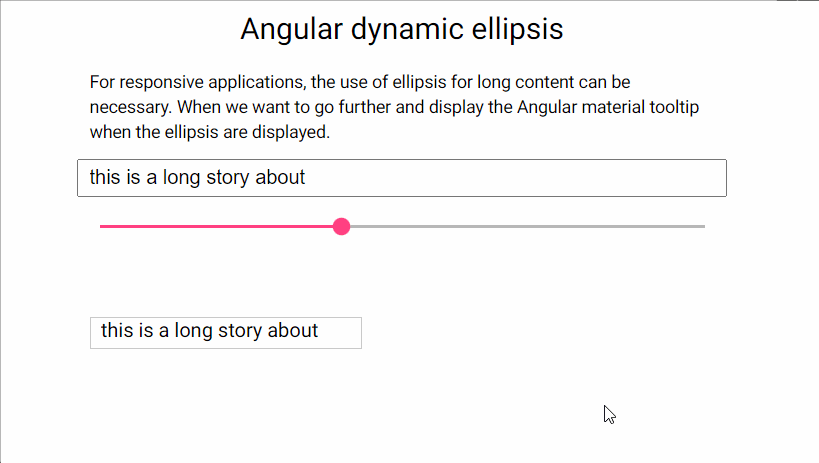 Angular dynamic ellipsis
For responsive applications, the use of ellipsis for long content can be
necessary. When we want to go further and display the Angular material tooltip
when the ellipsis are displayed.
this is a long story about
this is a long story about